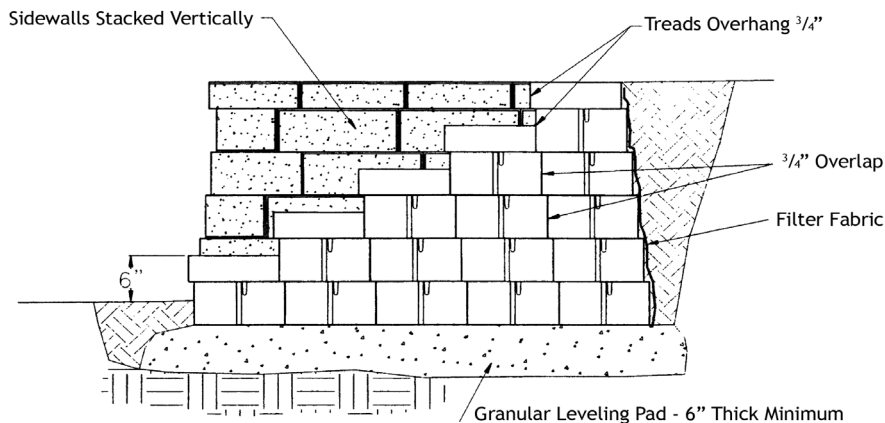 Sidewalls Stacked Vertically
Treads Overhang ³/₄”
³/₄” Overlap
Filter Fabric
6”
Granular Leveling Pad - 6” Thick Minimum